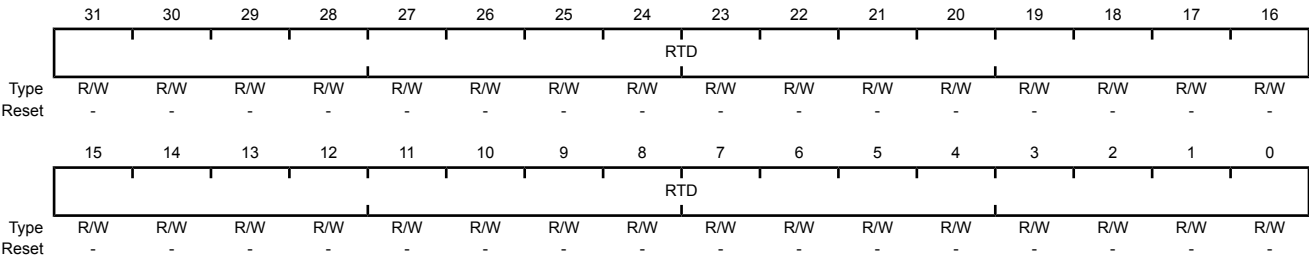 31 30 29 28 27 26 25 24 23 22 21 20 19 18 17 16
RTD
Type R/W R/W R/W R/W R/W R/W R/W R/W R/W R/W R/W R/W R/W R/W R/W R/W
Reset - - - - - - - - - - - - - - - -
15 14 13 12 11 10 9 8 7 6 5 4 3 2 1 0
RTD
Type R/W R/W R/W R/W R/W R/W R/W R/W R/W R/W R/W R/W R/W R/W R/W R/W
Reset - - - - - - - - - - - - - - - -